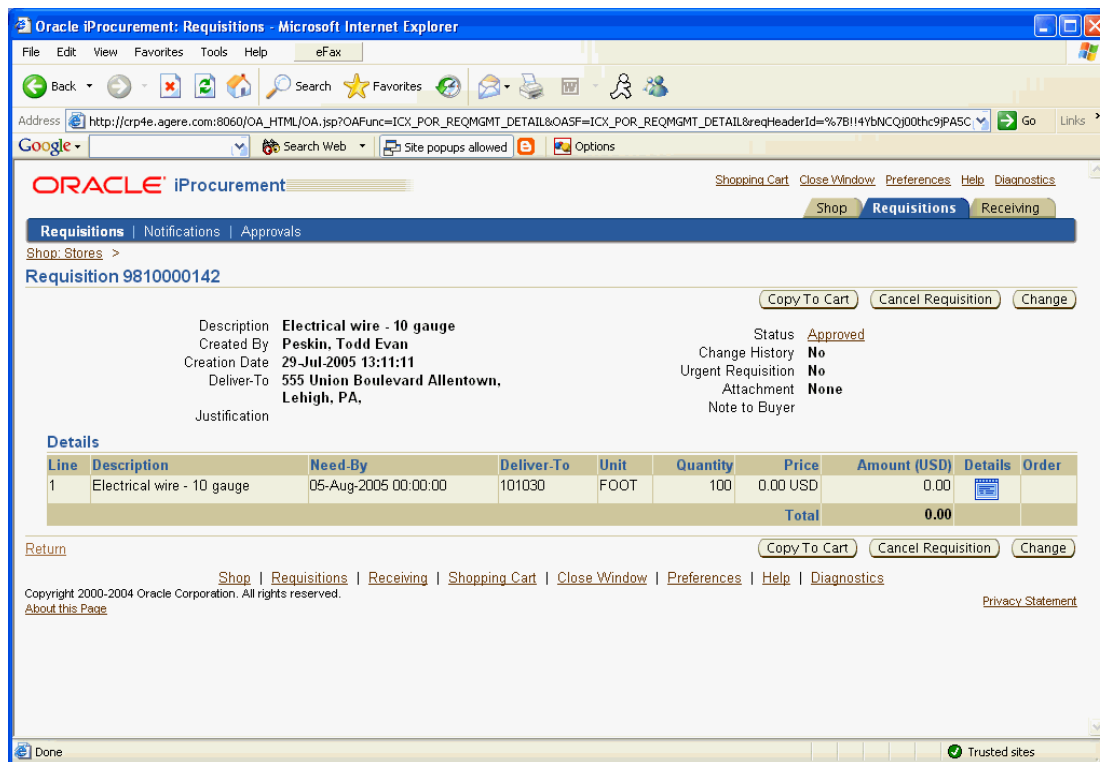 Oracle iProcurement: Requisitions - Microsoft Internet Explorer
File Edit View Favorites Tools Help eFax
Back Search Favorites
Address http://crp4e.agere.com:8060/OA_HTML/OA.jsp?OAFunc=ICX_POR_REQMGMT_DETAIL&OASF=ICX_POR_REQMGMT_DETAIL&reqHeaderId=%7B!!4YbNCQj00thc9jPA5C Go Links
Google Search Web Site popups allowed Options
ORACLE iProcurement
Shopping Cart Close Window Preferences Help Diagnostics
Shop Requisitions Receiving
Requisitions | Notifications | Approvals
Shop: Stores >
Requisition 9810000142
Copy To Cart Cancel Requisition Change
Description Electrical wire - 10 gauge
Created By Peskin, Todd Evan
Creation Date 29-Jul-2005 13:11:11
Deliver-To 555 Union Boulevard Allentown,
Lehigh, PA,
Justification
Status Approved
Change History No
Urgent Requisition No
Attachment None
Note to Buyer
Details
Line Description Need-By Deliver-To Unit Quantity Price Amount (USD) Details Order
1 Electrical wire - 10 gauge 05-Aug-2005 00:00:00 101030 FOOT 100 0.00 USD 0.00
Total 0.00
Return
Copy To Cart Cancel Requisition Change
Shop | Requisitions | Receiving | Shopping Cart | Close Window | Preferences | Help | Diagnostics
Copyright 2000-2004 Oracle Corporation. All rights reserved.
About this Page
Privacy Statement
Done
Trusted sites